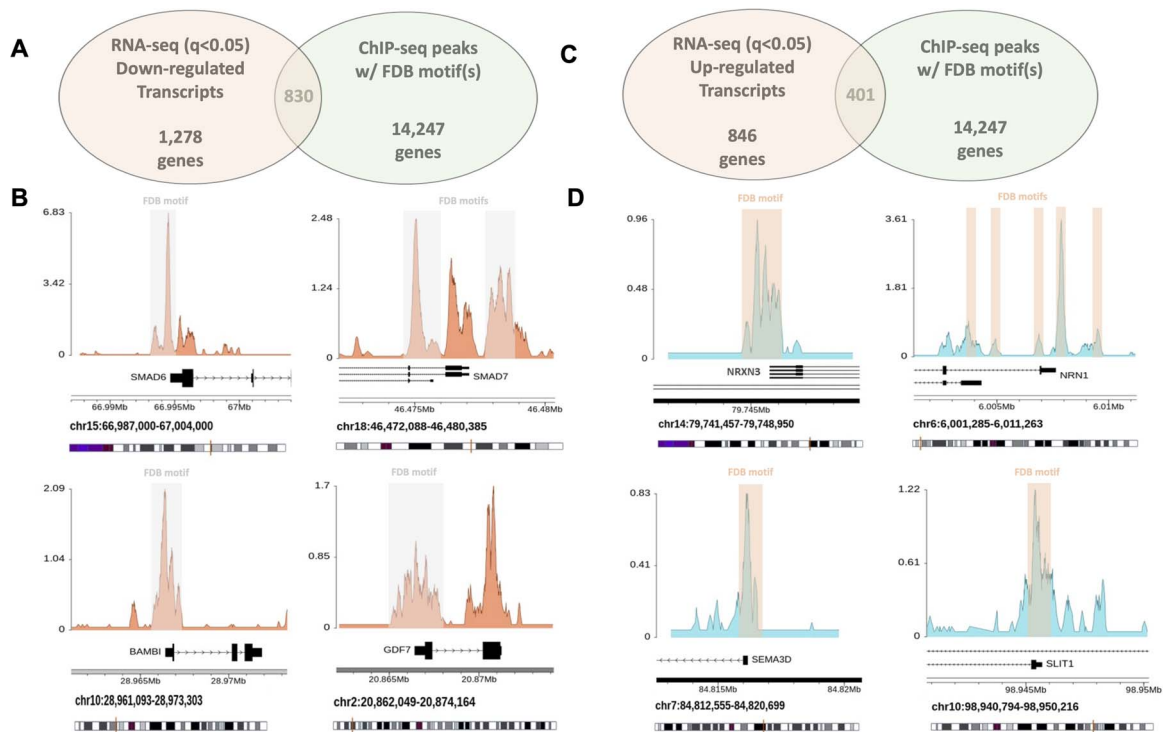 A
RNA-seq (q<0.05)
Down-regulated
Transcripts
1,278
genes
830
ChIP-seq peaks
w/ FDB motif(s)
14,247
genes
C
RNA-seq (q<0.05)
Up-regulated
Transcripts
846
genes
401
ChIP-seq peaks
w/ FDB motif(s)
14,247
genes
B
FDB motif
6.83
3.42
0
SMAD6
66.99Mb
66.995Mb
67Mb
chr15:66,987,000-67,004,000
FDB motifs
2.48
1.24
0
SMAD7
46.475Mb
46.48Mb
chr18:46,472,088-46,480,385
FDB motif
2.09
1.04
0
BAMBI
28.965Mb
28.97Mb
chr10:28,961,093-28,973,303
FDB motif
1.7
0.85
0
GDF7
20.865Mb
20.87Mb
chr2:20,862,049-20,874,164
D
FDB motif
0.96
0.48
0
NRXN3
79.745Mb
chr14:79,741,457-79,748,950
FDB motifs
3.61
1.81
0
NRN1
6.005Mb
6.01Mb
chr6:6,001,285-6,011,263
FDB motif
0.83
0.41
0
SEMA3D
84.815Mb
84.82Mb
chr7:84,812,555-84,820,699
FDB motif
1.22
0.61
0
SLIT1
98.945Mb
98.95Mb
chr10:98,940,794-98,950,216